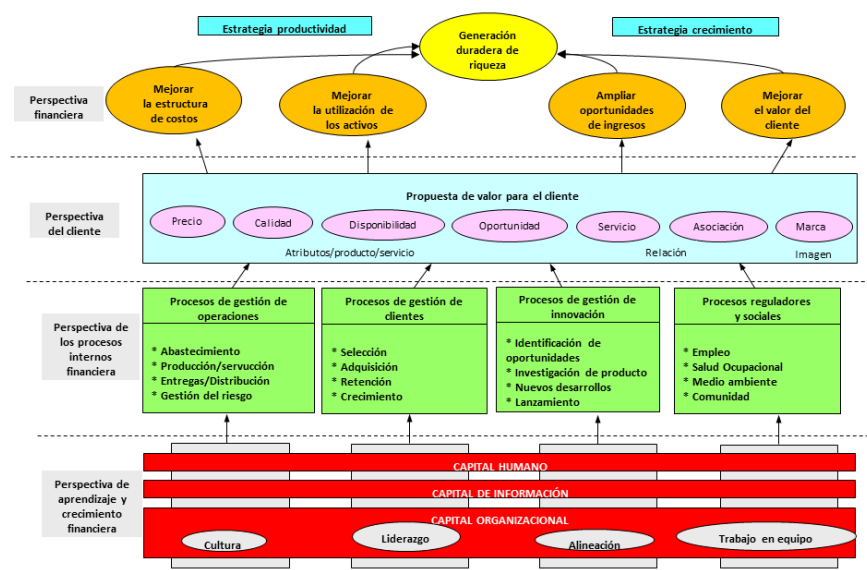 Estrategia productividad
Generación
duradera de
riqueza
Estrategia crecimiento
Perspectiva
financiera
Mejorar
la estructura
de costos
Mejorar
la utilización de
los activos
Ampliar
oportunidades
de ingresos
Mejorar
el valor del
cliente
Perspectiva
del cliente
Propuesta de valor para el cliente
Precio
Calidad
Disponibilidad
Oportunidad
Servicio
Asociación
Marca
Atributos/producto/servicio
Relación
Imagen
Perspectiva de
los procesos
internos
financiera
Procesos de gestión de
operaciones
* Abastecimiento
* Producción/servucción
* Entregas/Distribución
* Gestión del riesgo
Procesos de gestión de
clientes
* Selección
* Adquisición
* Retención
* Crecimiento
Procesos de gestión de
innovación
* Identificación de
oportunidades
* Investigación de producto
* Nuevos desarrollos
* Lanzamiento
Procesos reguladores
y sociales
* Empleo
* Salud Ocupacional
* Medio ambiente
* Comunidad
Perspectiva de
aprendizaje y
crecimiento
financiera
CAPITAL HUMANO
CAPITAL DE INFORMACIÓN
CAPITAL ORGANIZACIONAL
Cultura
Liderazgo
Alineación
Trabajo en equipo